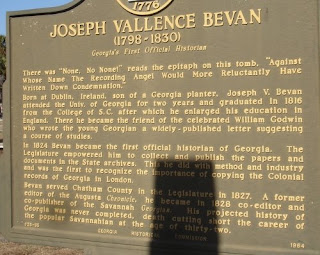 1776
JOSEPH VALLENCE BEVAN
(1798-1830)
Georgia's First Official Historian
There was "None, No None!" reads the epitaph on this tomb, "Against
Whose Name The Recording Angel Would More Reluctantly Have
Written Down Condemnation."
Born at Dublin, Ireland, son of a Georgia planter, Joseph V. Bevan
attended the Univ. of Georgia for two years and graduated in 1816
from the College of S.C. after which he enlarged his education in
England. There he became the friend of the celebrated William Godwin
who wrote the young Georgian a widely-published letter suggesting
a course of studies.
In 1824 Bevan became the first official historian of Georgia. The
Legislature empowered him to collect and publish the papers and
documents in the State archives. This he did with method and industry
and was the first to recognize the importance of copying the Colonial
records of Georgia in London.
Bevan served Chatham County in the Legislature in 1827. A former
editor of the Augusta Chronicle, he became in 1828 co-editor and
co-publisher of the Savannah Georgian. His projected history of
Georgia was never completed, death cutting short the career of
the popular Savannahian at the age of thirty-two.
GEORGIA HISTORICAL COMMISSION 1964